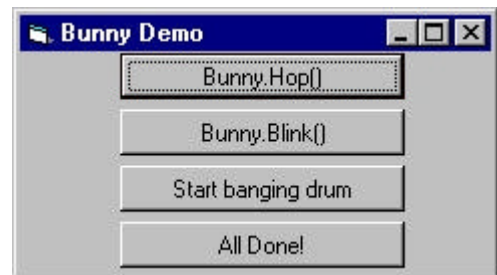 Bunny Demo
Bunny.Hop()
Bunny.Blink()
Start banging drum
All Done!